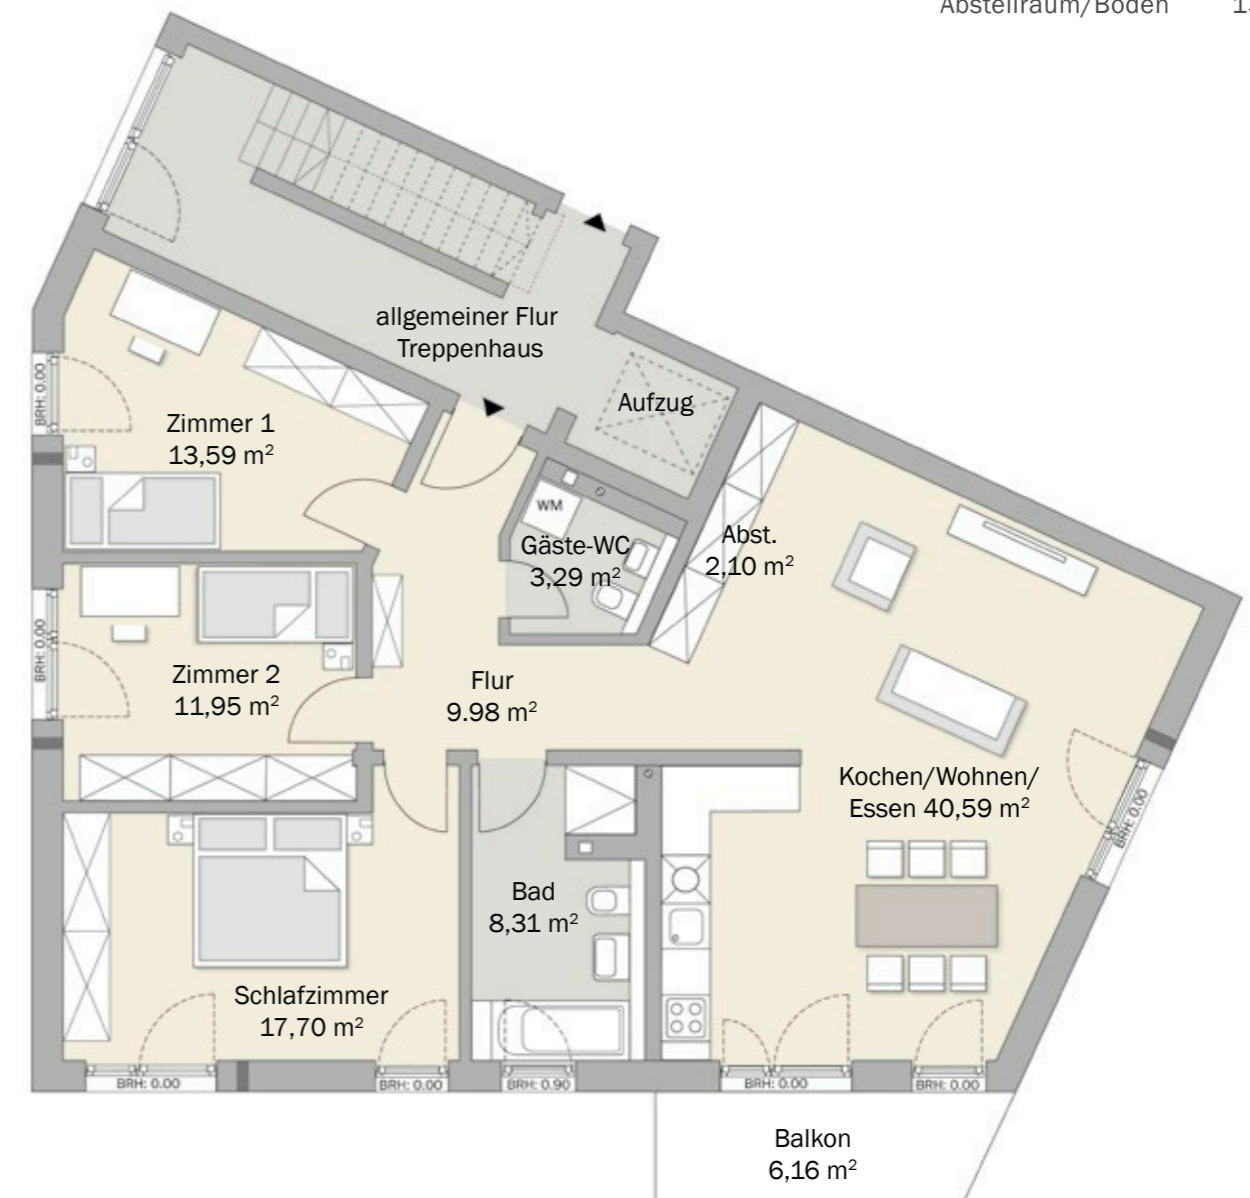 Abstellraum/Boden
allgemeiner Flur
Treppenhaus
Aufzug
BRH: 0.00
Zimmer 1
13,59 m²
WM
Gäste-WC
3,29 m²
Abst.
2,10 m²
BRH: 0.00
Zimmer 2
11,95 m²
Flur
9.98 m²
Kochen/Wohnen/
Essen 40,59 m²
BRH: 0.00
Bad
8,31 m²
Schlafzimmer
17,70 m²
BRH: 0.00
BRH: 0.00
BRH: 0.90
BRH: 0.00
BRH: 0.00
Balkon
6,16 m²